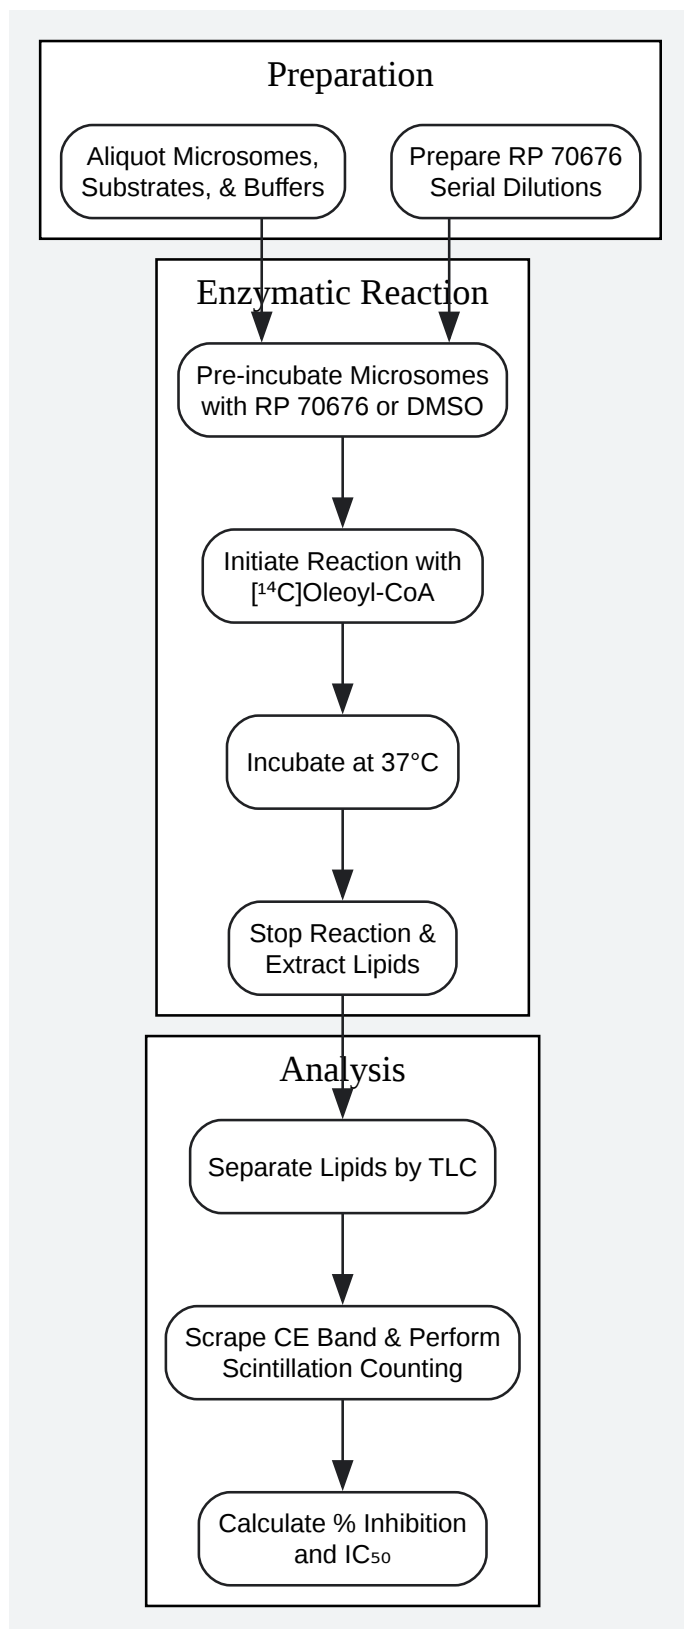 Preparation
Aliquot Microsomes,
Substrates, & Buffers
Prepare RP 70676
Serial Dilutions
Enzymatic Reaction
Pre-incubate Microsomes
with RP 70676 or DMSO
Initiate Reaction with
[¹⁴C]Oleoyl-CoA
Incubate at 37°C
Stop Reaction &
Extract Lipids
Analysis
Separate Lipids by TLC
Scrape CE Band & Perform
Scintillation Counting
Calculate % Inhibition
and IC₅₀